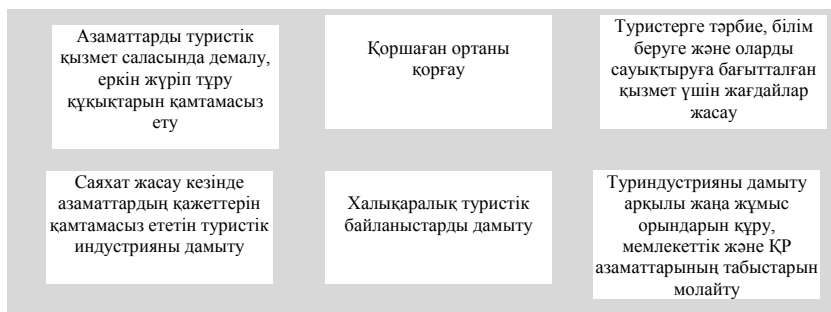 Азаматтарды туристік
қызмет саласында демалу,
еркін жүріп тұру
құқықтарын қамтамасыз
ету
Қоршаған ортаны
қорғау
Туристерге тәрбие, білім
беруге және оларды
сауықтыруға бағытталған
қызмет үшін жағдайлар
жасау
Саяхат жасау кезінде
азаматтардың қажеттерін
қамтамасыз ететін туристік
индустрияны дамыту
Халықаралық туристік
байланыстарды дамыту
Туриндустрияны дамыту
арқылы жаңа жұмыс
орындарын құру,
мемлекеттік және ҚР
азаматтарының табыстарын
молайту